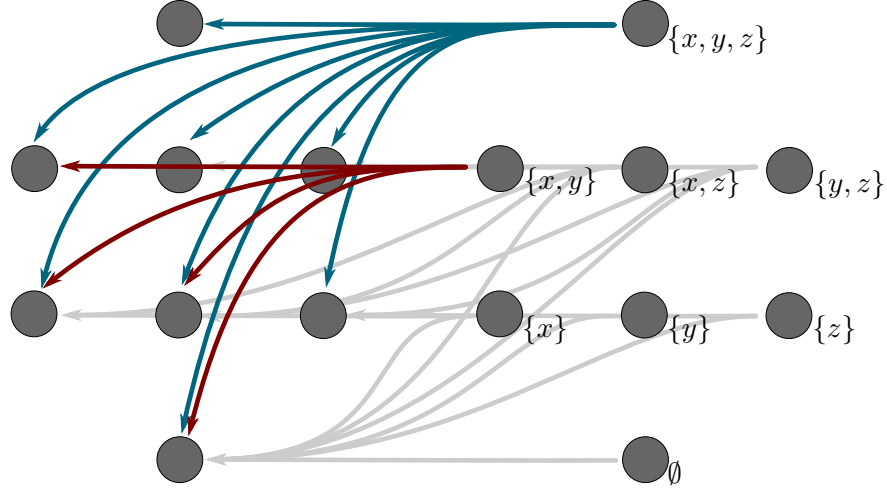 {x, y, z}
{x, y} {x, z} {y, z}
{x} {y} {z}
∅